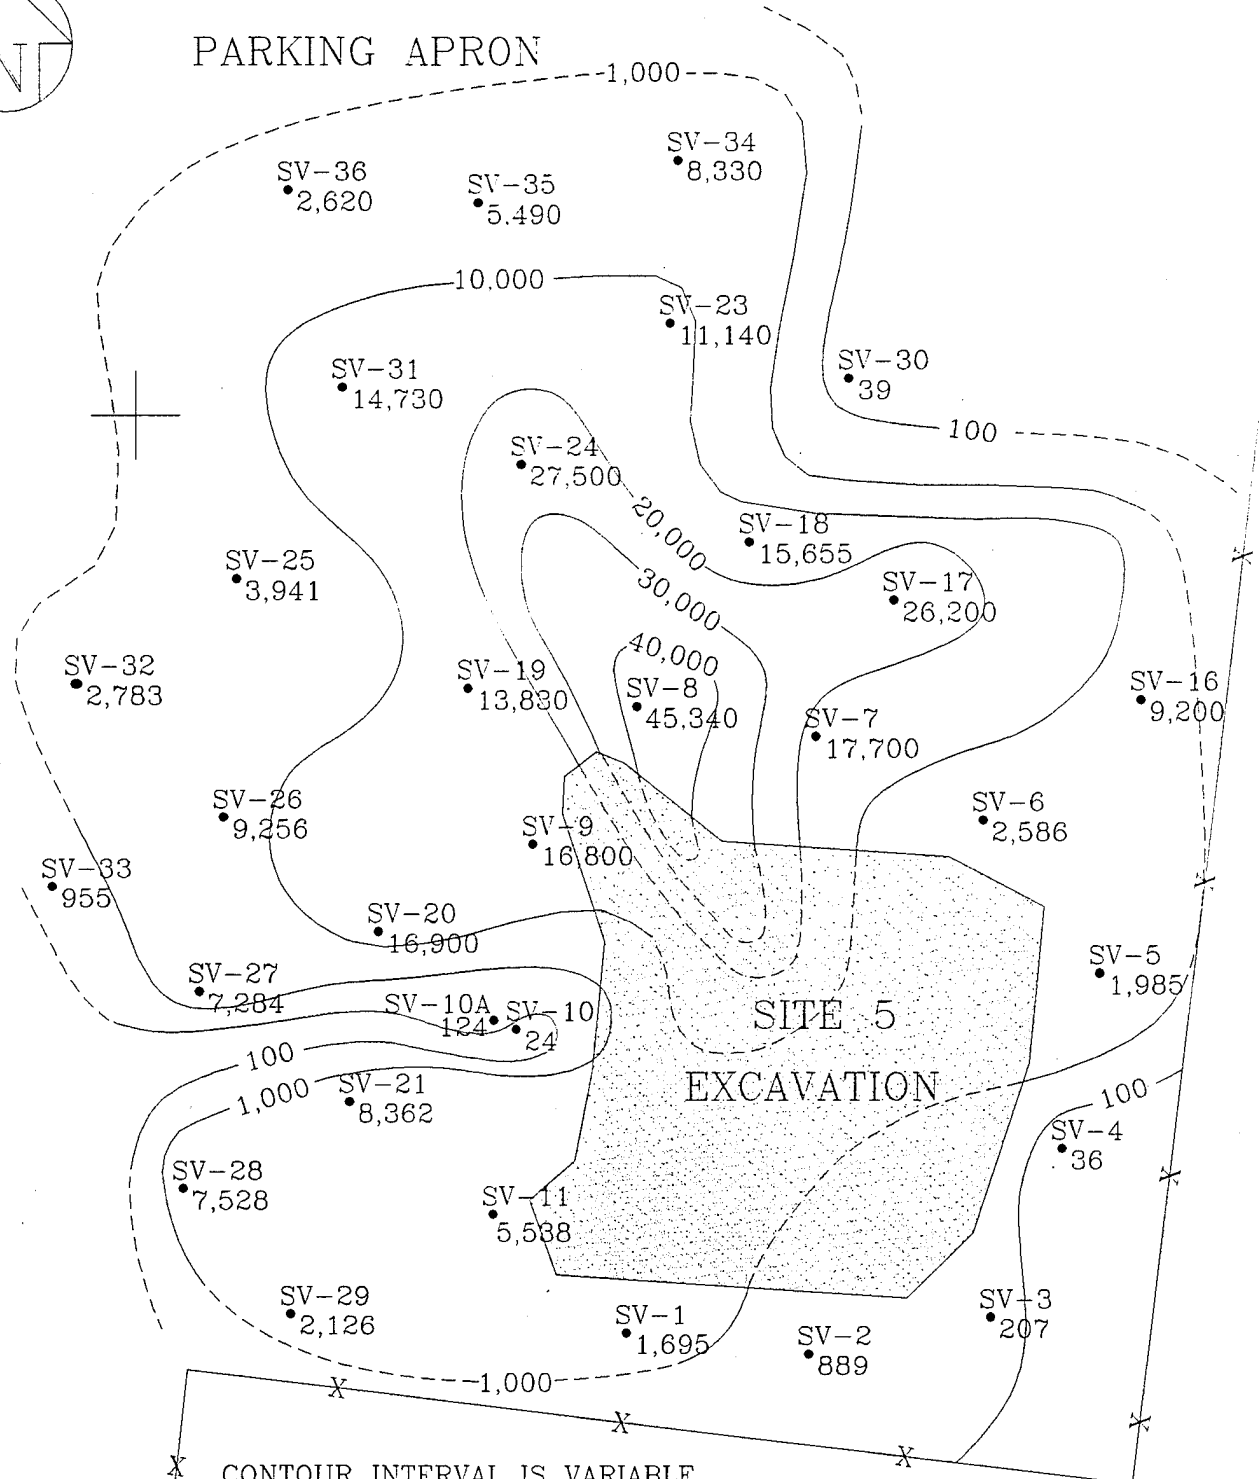 N
PARKING APRON
1,000
SV-34
8,330
SV-36
2,620
SV-35
5,490
10,000
SV-23
11,140
SV-30
39
SV-31
14,730
100
SV-24
27,500
20,000
SV-18
15,655
SV-25
3,941
30,000
SV-17
26,200
40,000
SV-32
2,783
SV-19
13,830
SV-8
45,340
SV-16
9,200
SV-7
17,700
SV-26
9,256
SV-9
16,800
SV-6
2,586
SV-33
955
SV-20
16,900
SV-5
1,985
SV-27
7,284
SV-10A
124
SV-10
24
SITE 5
EXCAVATION
100
1,000
SV-21
8,362
100
SV-4
36
SV-28
7,528
SV-11
5,538
SV-29
2,126
SV-1
1,695
SV-2
889
SV-3
207
1,000
X
X
X
X
X
X
X
X
CONTOUR INTERVAL IS VARIABLE